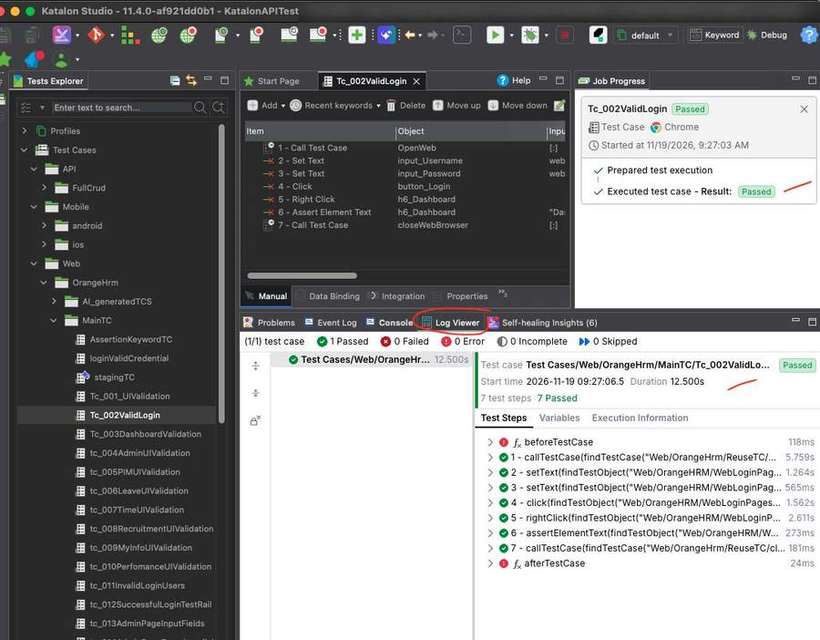 Katalon Studio - 11.4.0-af921dd0b1 - KatalonAPITest
default
Keyword
Debug
Tests Explorer
Enter text to search...
Profiles
Test Cases
API
FullCrud
Mobile
android
ios
Web
OrangeHrm
AI_generatedTCS
MainTC
AssertionKeywordTC
loginValidCredential
stagingTC
Tc_001_UIValidation
Tc_002ValidLogin
Tc_003DashboardValidation
tc_004AdminUIValidation
tc_005PIMUIValidation
tc_006LeaveUIValidation
tc_007TimeUIValidation
tc_008RecruitmentUIValidation
tc_009MyInfoUIValidation
tc_010PerfomanceUIValidation
tc_011InvalidLoginUsers
tc_012SuccessfulLoginTestRail
tc_013AdminPageInputFields
Start Page
Tc_002ValidLogin
Help
Add
Recent keywords
Delete
Move up
Move down
Item Object Inpu
1 - Call Test Case OpenWeb [:]
2 - Set Text input_Username web
3 - Set Text input_Password web
4 - Click button_Login
5 - Right Click h6_Dashboard
6 - Assert Element Text h6_Dashboard "Da
7 - Call Test Case closeWebBrowser [:]
Manual
Data Binding
Integration
Properties
Job Progress
Tc_002ValidLogin Passed
Test Case Chrome
Started at 11/19/2026, 9:27:03 AM
Prepared test execution
Executed test case - Result: Passed
Problems
Event Log
Console
Log Viewer
Self-healing Insights (6)
(1/1) test case 1 Passed 0 Failed 0 Error 0 Incomplete 0 Skipped
Test Cases/Web/OrangeHr... 12.500s
Test case Test Cases/Web/OrangeHrm/MainTC/Tc_002ValidLo... Passed
Start time 2026-11-19 09:27:06.5 Duration 12.500s
7 test steps 7 Passed
Test Steps Variables Execution Information
fx beforeTestCase 118ms
1 - callTestCase(findTestCase("Web/OrangeHrm/ReuseTC/... 5.759s
2 - setText(findTestObject("Web/OrangeHRM/WebLoginPag... 1.264s
3 - setText(findTestObject("Web/OrangeHRM/WebLoginPag... 565ms
4 - click(findTestObject("Web/OrangeHRM/WebLoginPages... 1.562s
5 - rightClick(findTestObject("Web/OrangeHRM/WebLoginP... 2.611s
6 - assertElementText(findTestObject("Web/OrangeHRM/W... 273ms
7 - callTestCase(findTestCase("Web/OrangeHrm/ReuseTC/cl... 181ms
fx afterTestCase 24ms